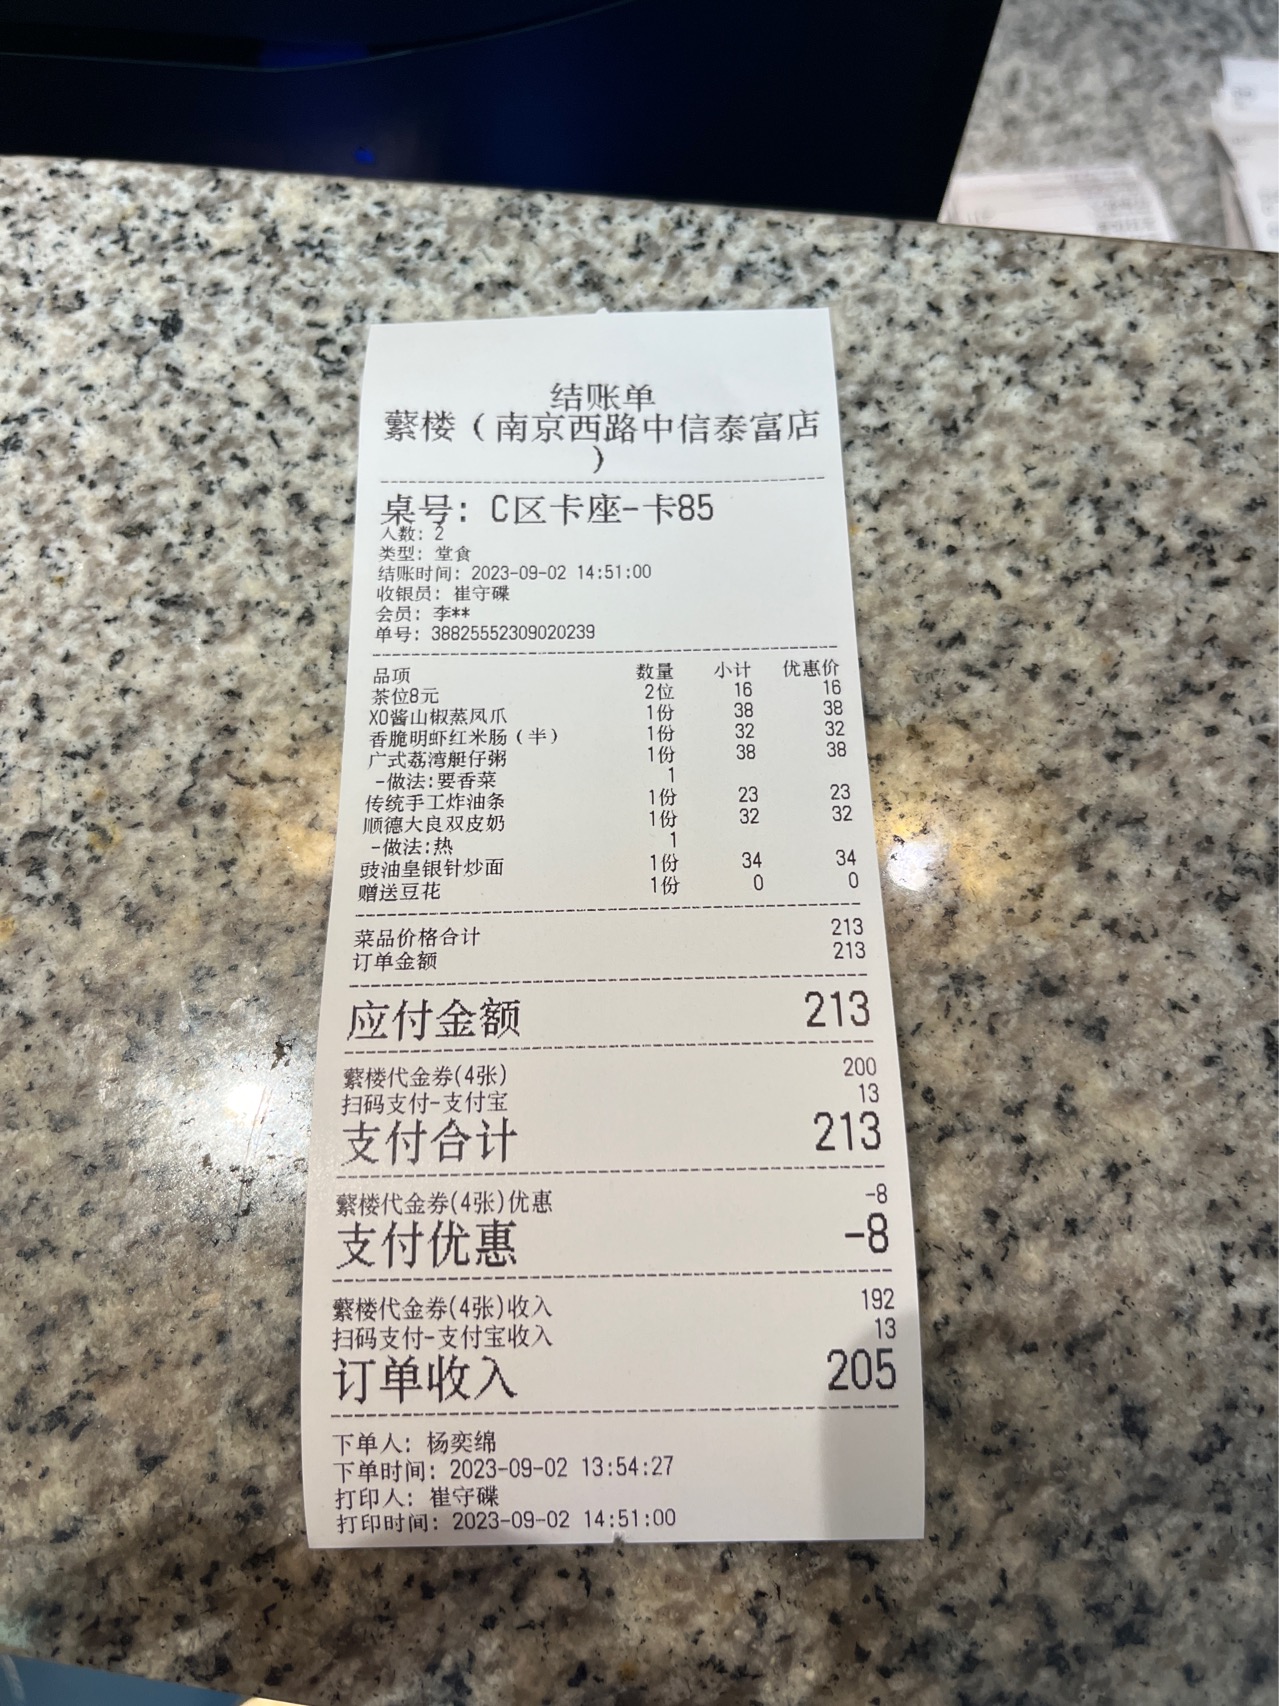 结账单
蘩楼（南京西路中信泰富店
）
桌号: C区卡座-卡85
人数: 2
类型: 堂食
结账时间: 2023-09-02 14:51:00
收银员: 崔守碟
会员: 李**
单号: 38825552309020239
品项 数量 小计 优惠价
茶位8元 2位 16 16
XO酱山椒蒸凤爪 1份 38 38
香脆明虾红米肠（半） 1份 32 32
广式荔湾艇仔粥 1份 38 38
-做法:要香菜 1
传统手工炸油条 1份 23 23
顺德大良双皮奶 1份 32 32
-做法:热 1
豉油皇银针炒面 1份 34 34
赠送豆花 1份 0 0
菜品价格合计 213
订单金额 213
应付金额 213
蘩楼代金券(4张) 200
扫码支付-支付宝 13
支付合计 213
蘩楼代金券(4张)优惠 -8
支付优惠 -8
蘩楼代金券(4张)收入 192
扫码支付-支付宝收入 13
订单收入 205
下单人: 杨奕绵
下单时间: 2023-09-02 13:54:27
打印人: 崔守碟
打印时间: 2023-09-02 14:51:00